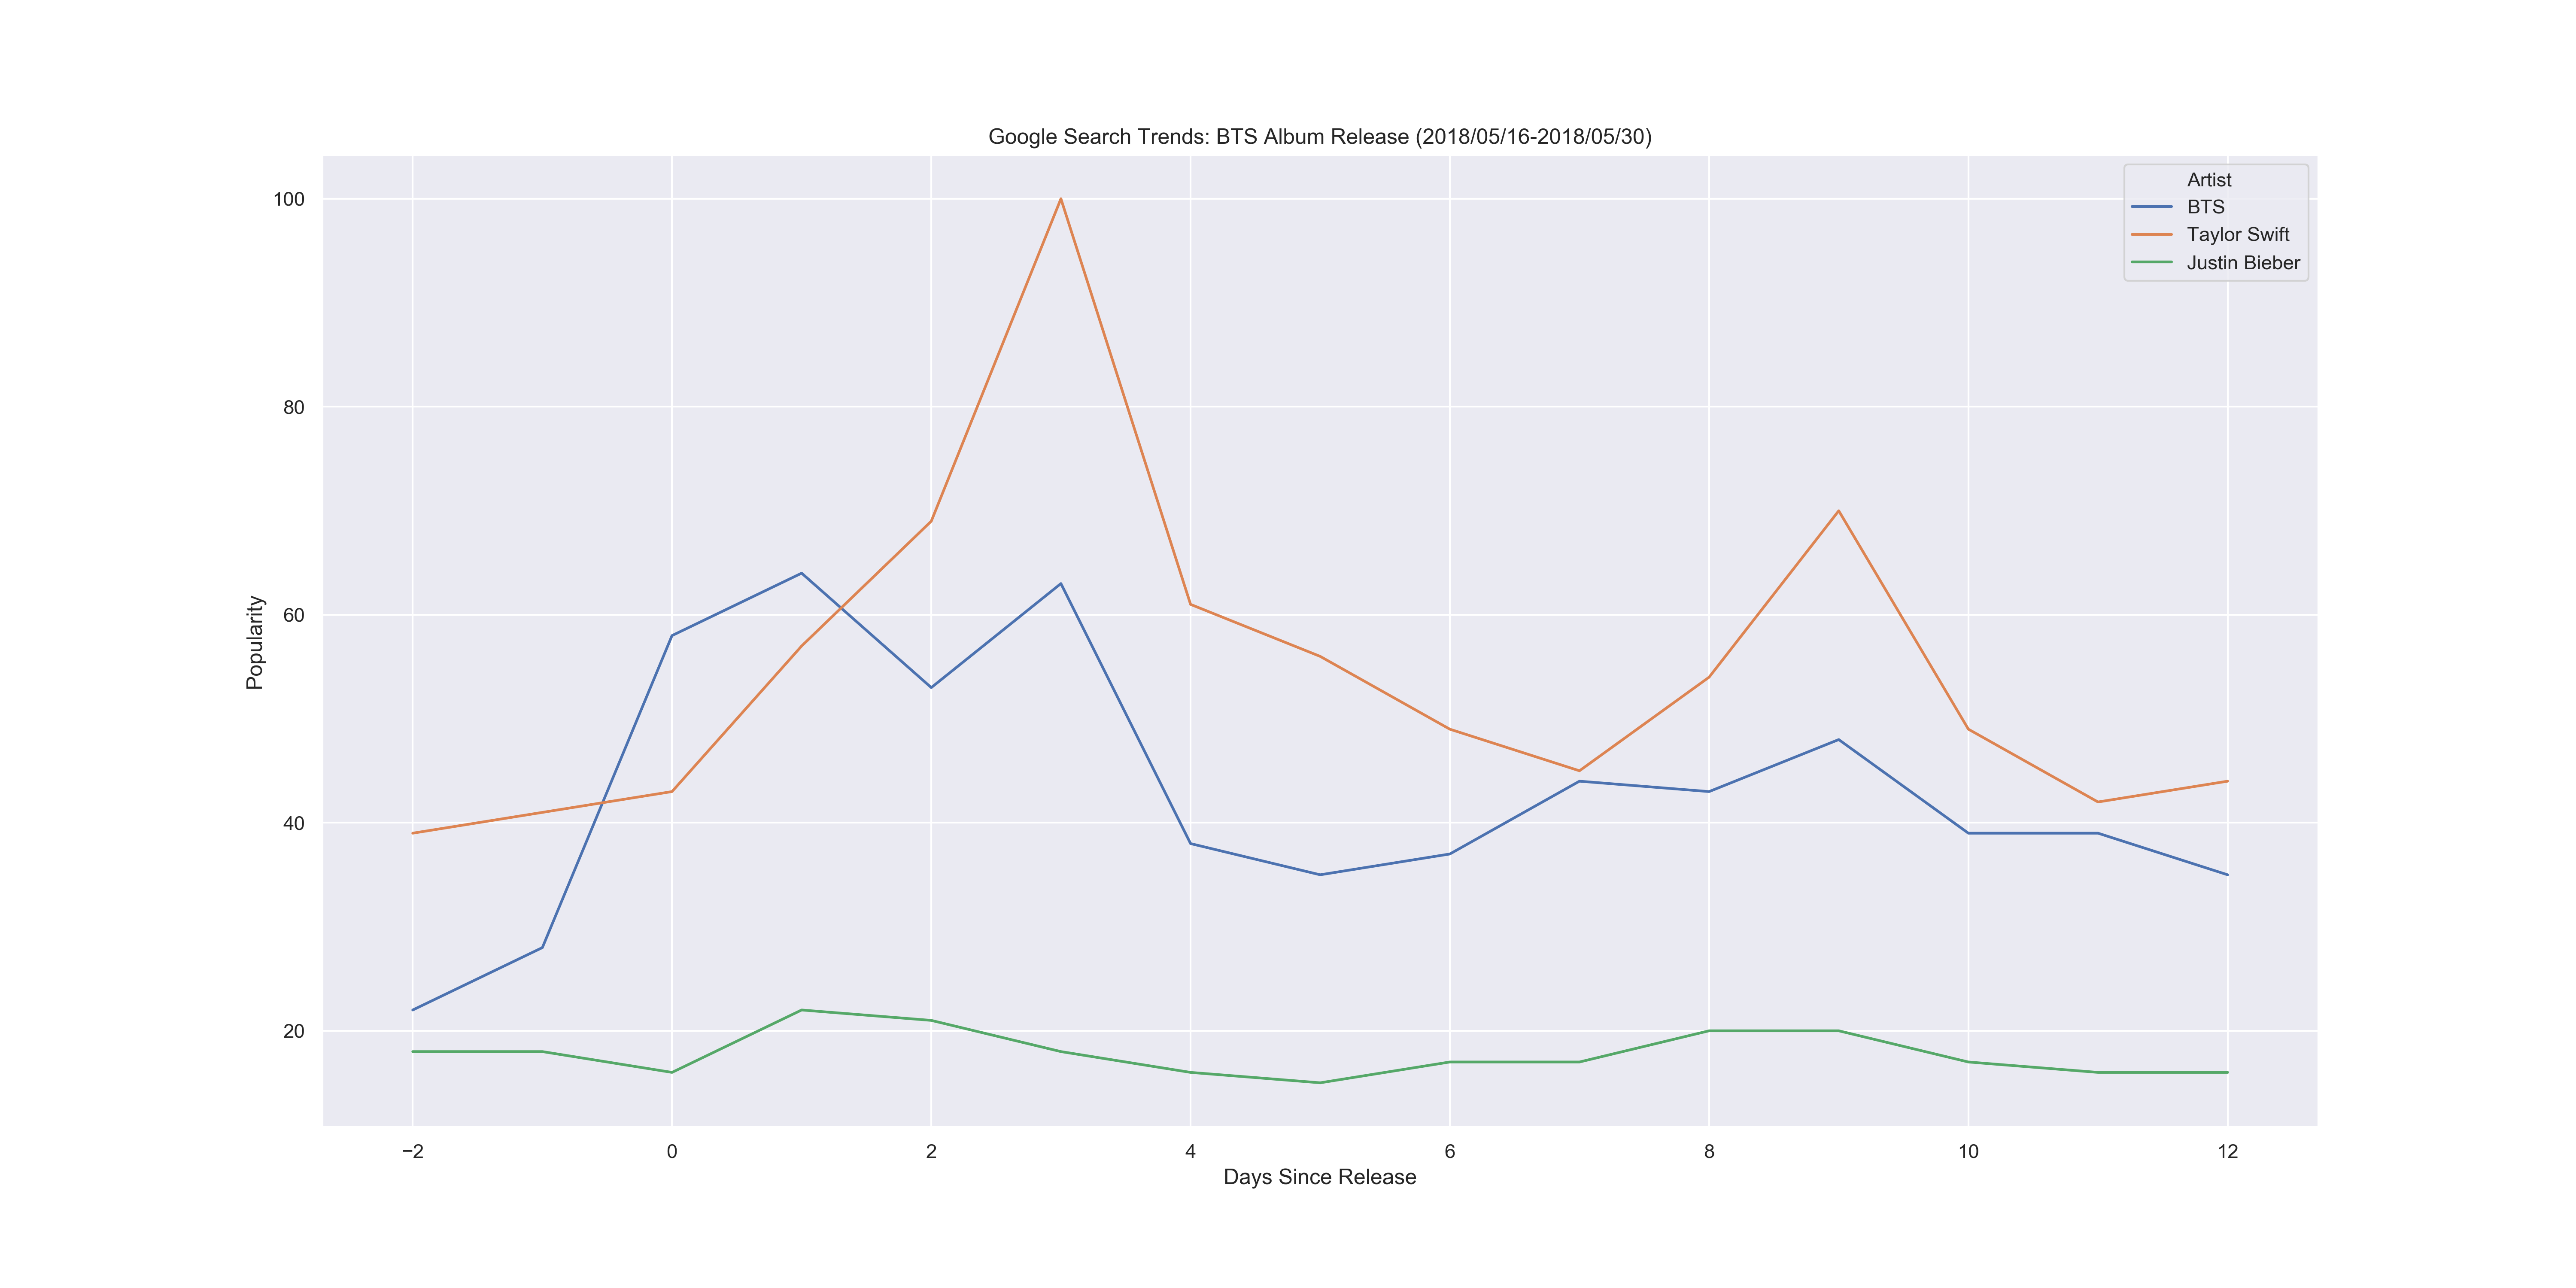 Google Search Trends: BTS Album Release (2018/05/16-2018/05/30)
Artist
BTS
Taylor Swift
Justin Bieber
100
80
60
40
20
Popularity
−2 0 2 4 6 8 10 12
Days Since Release